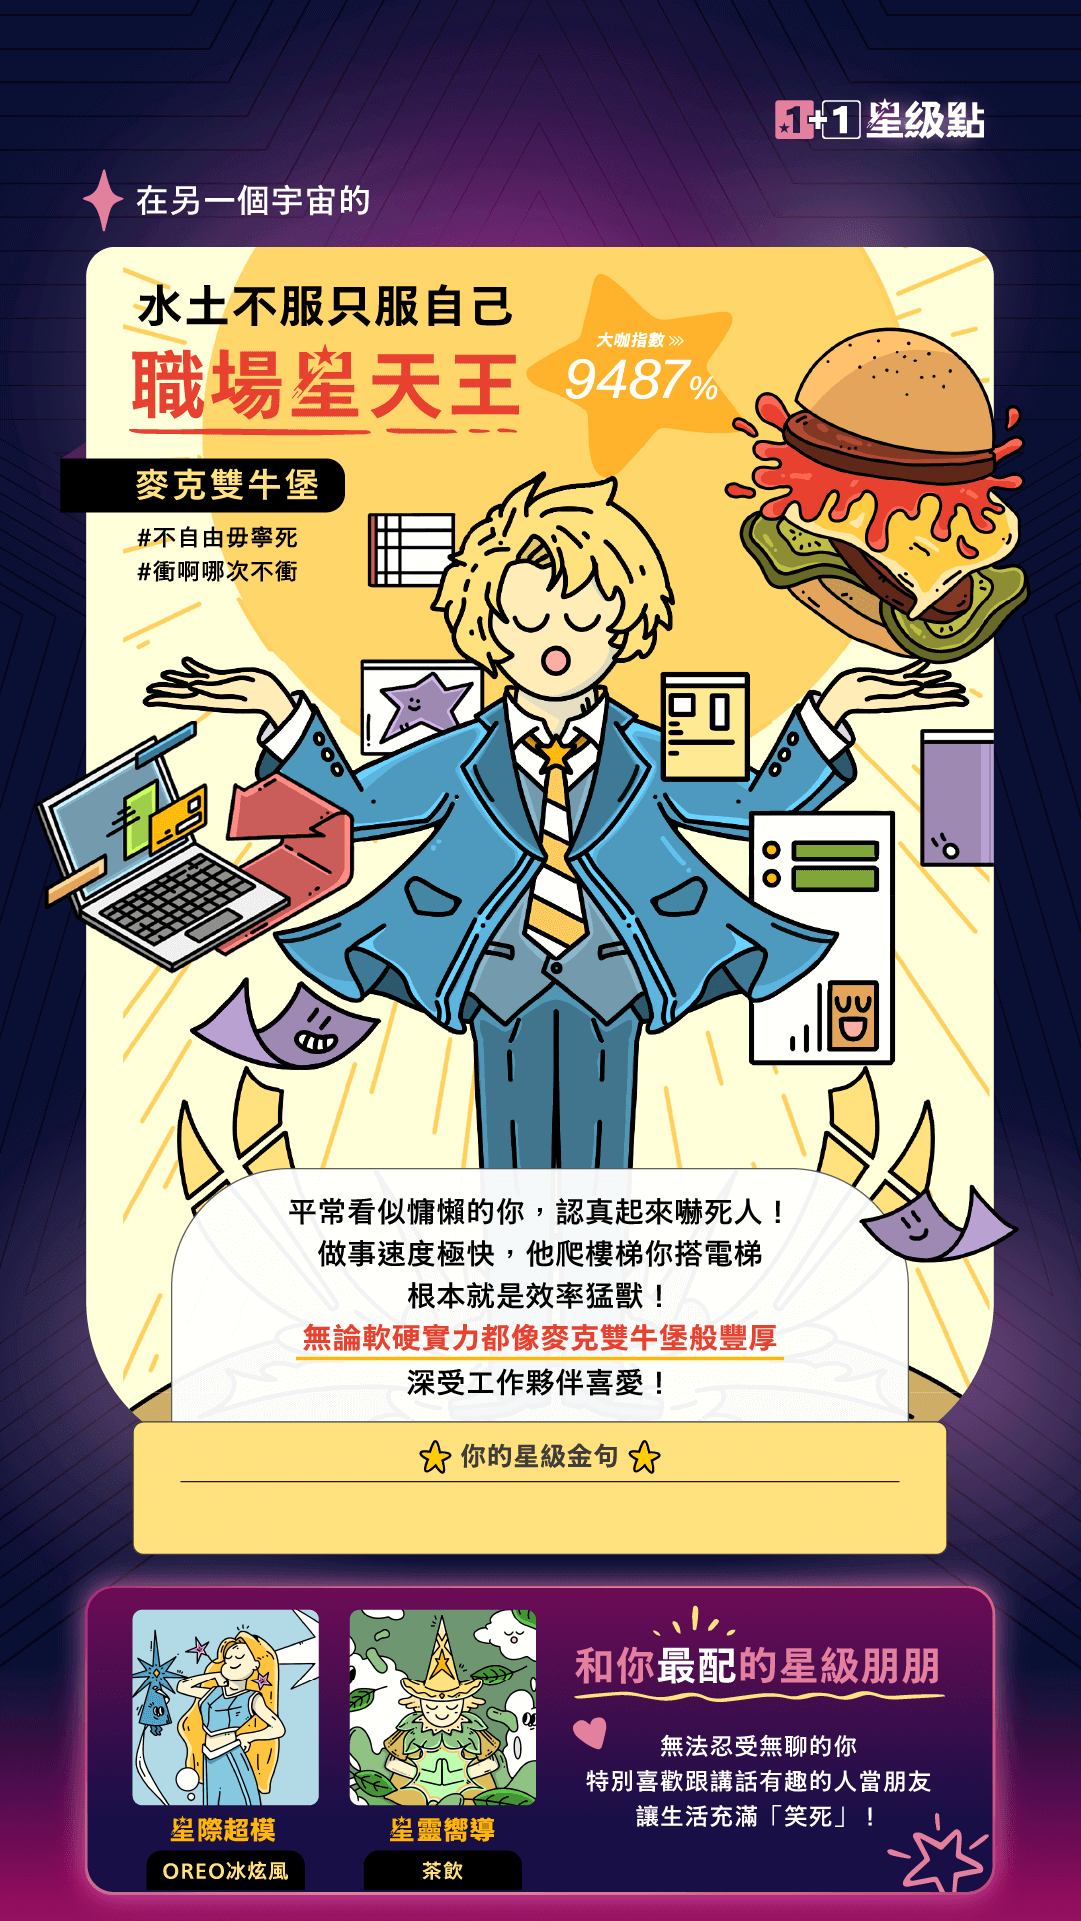 1+1 星級點
在另一個宇宙的
水土不服只服自己
職場星天王
大咖指數 >>>
9487%
麥克雙牛堡
#不自由毋寧死
#衝啊哪次不衝
平常看似慵懶的你，認真起來嚇死人！
做事速度極快，他爬樓梯你搭電梯
根本就是效率猛獸！
無論軟硬實力都像麥克雙牛堡般豐厚
深受工作夥伴喜愛！
你的星級金句
和你最配的星級朋朋
無法忍受無聊的你
特別喜歡跟講話有趣的人當朋友
讓生活充滿「笑死」！
星際超模
OREO冰炫風
星靈嚮導
茶飲